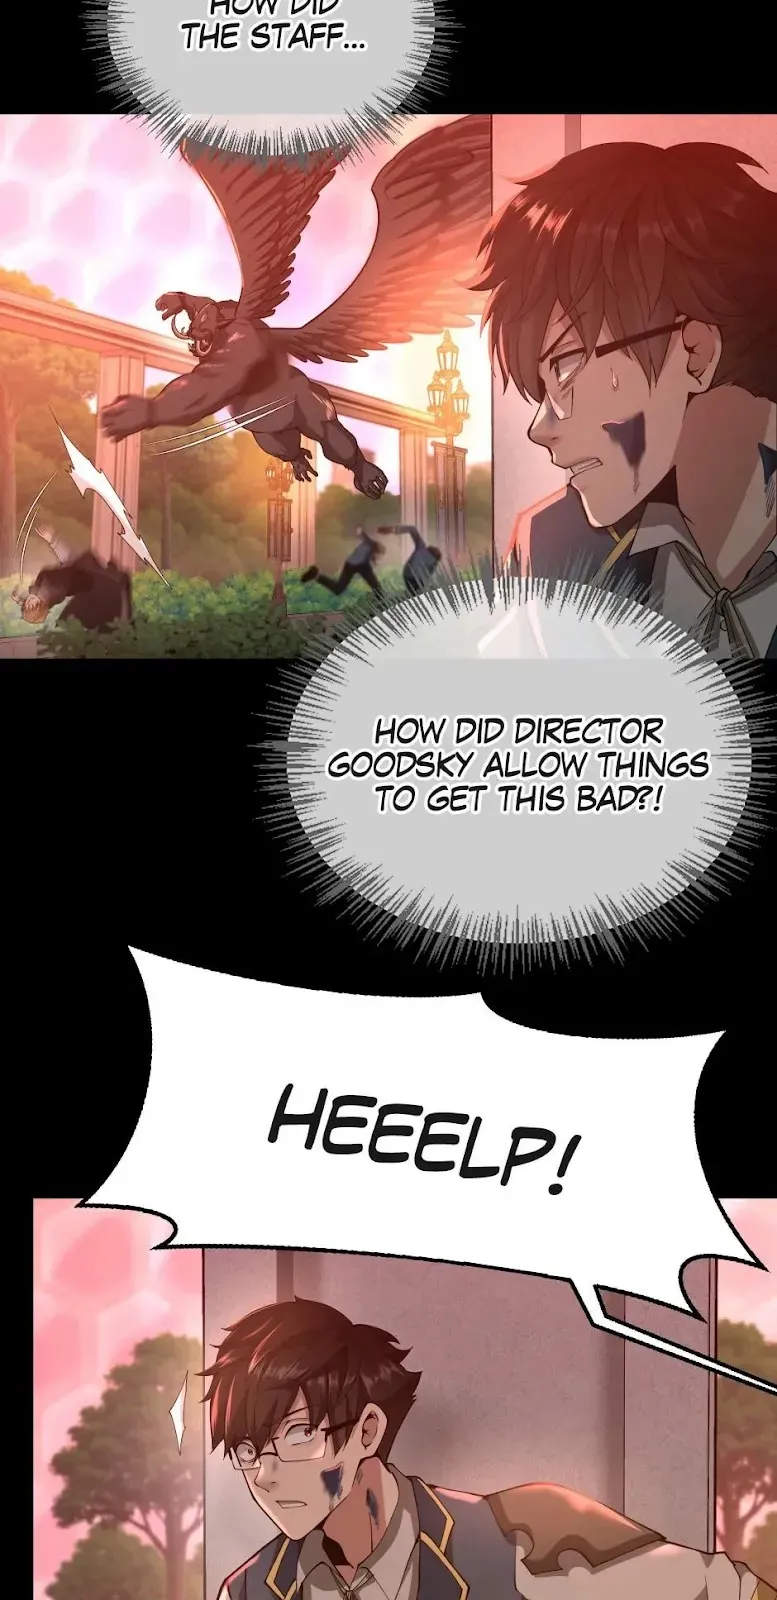 HOW DID
THE STAFF...
HOW DID DIRECTOR
GOODSKY ALLOW THINGS
TO GET THIS BAD?!
HEEELP!